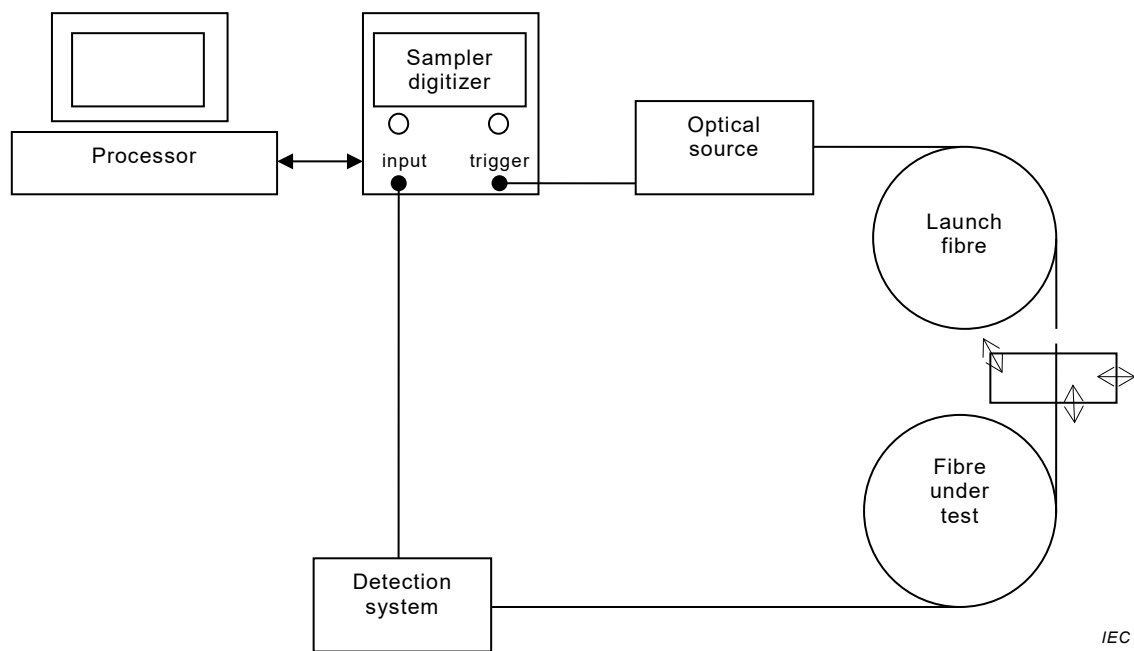 Sampler
digitizer
Processor
input
trigger
Optical
source
Launch
fibre
Fibre
under
test
Detection
system
IEC